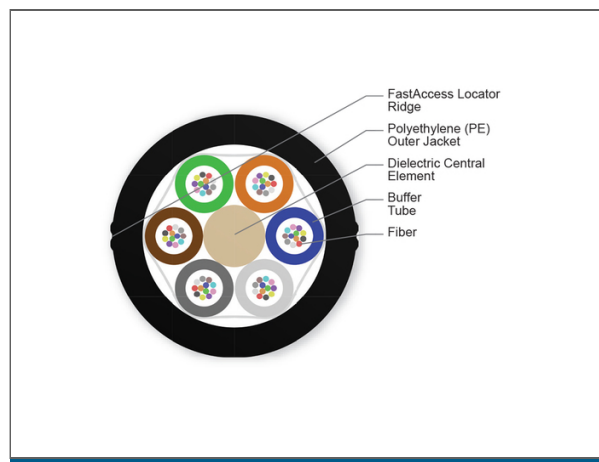 FastAccess Locator
Ridge
Polyethylene (PE)
Outer Jacket
Dielectric Central
Element
Buffer
Tube
Fiber